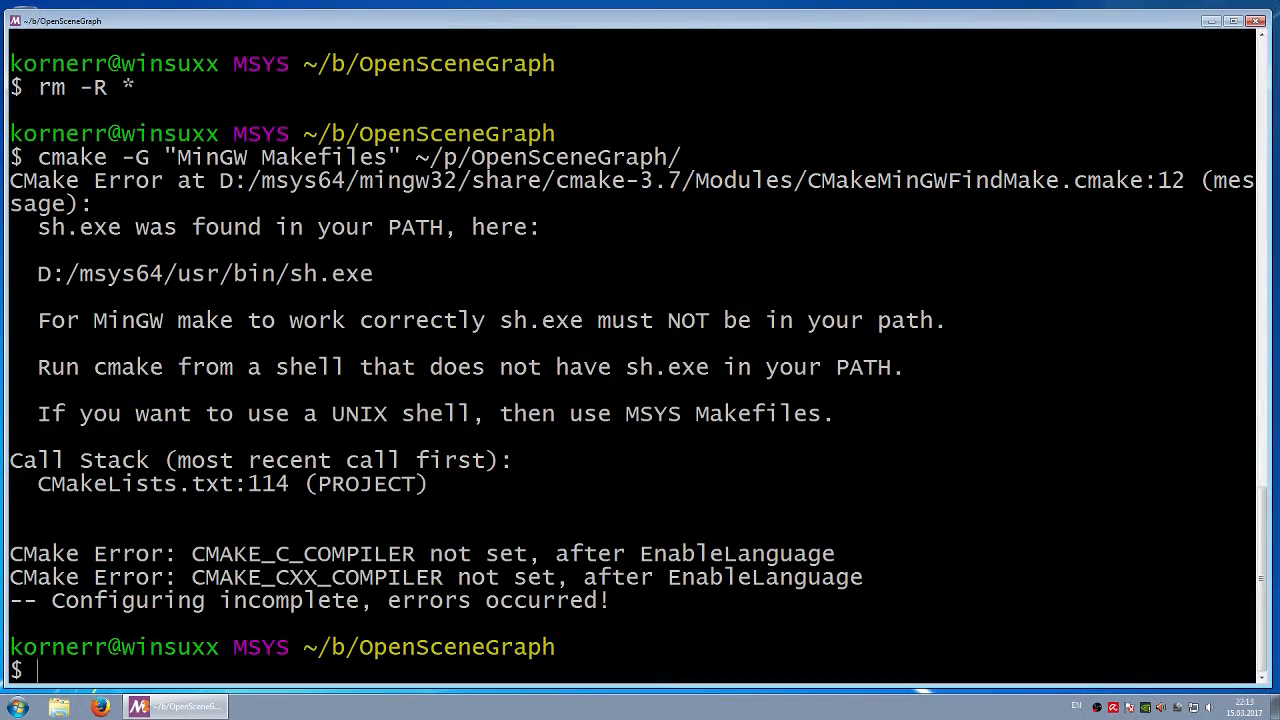 ~/b/OpenSceneGraph
kornerr@winsuxx MSYS ~/b/OpenSceneGraph
$ rm -R *
kornerr@winsuxx MSYS ~/b/OpenSceneGraph
$ cmake -G "MinGW Makefiles" ~/p/OpenSceneGraph/
CMake Error at D:/msys64/mingw32/share/cmake-3.7/Modules/CMakeMinGWFindMake.cmake:12 (mes
sage):
sh.exe was found in your PATH, here:
D:/msys64/usr/bin/sh.exe
For MinGW make to work correctly sh.exe must NOT be in your path.
Run cmake from a shell that does not have sh.exe in your PATH.
If you want to use a UNIX shell, then use MSYS Makefiles.
Call Stack (most recent call first):
CMakeLists.txt:114 (PROJECT)
CMake Error: CMAKE_C_COMPILER not set, after EnableLanguage
CMake Error: CMAKE_CXX_COMPILER not set, after EnableLanguage
-- Configuring incomplete, errors occurred!
kornerr@winsuxx MSYS ~/b/OpenSceneGraph
$
~/b/OpenSceneG...
EN
22:13
15.03.2017